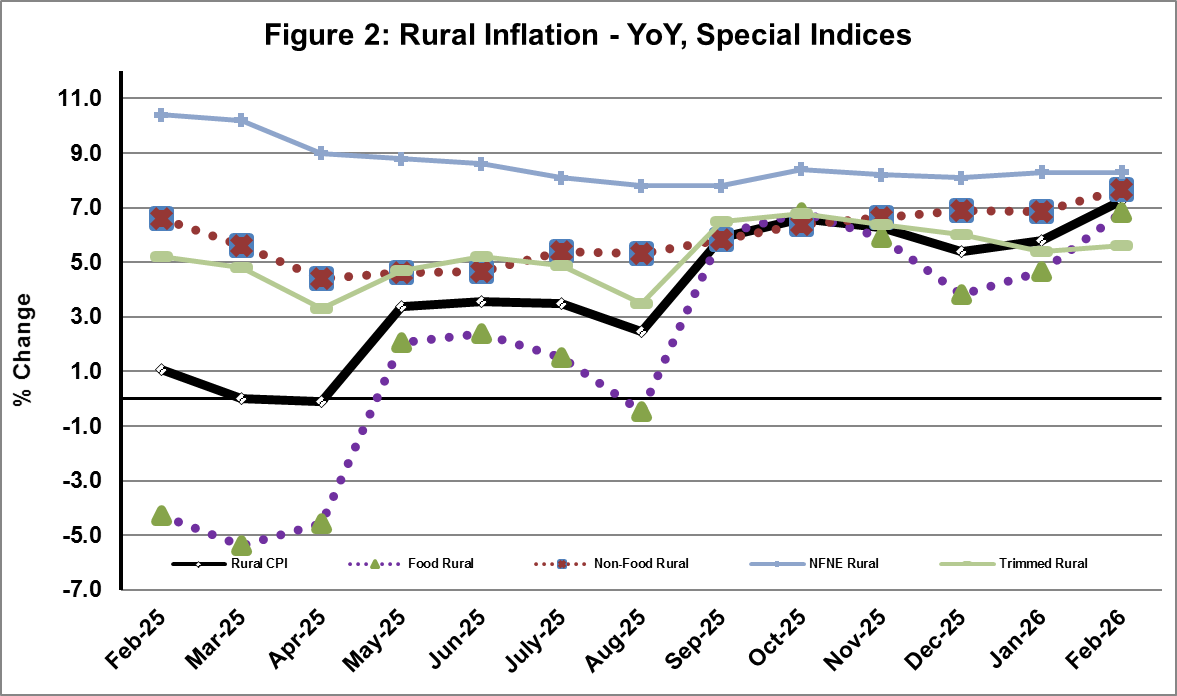 Figure 2: Rural Inflation - YoY, Special Indices
% Change
11.0
9.0
7.0
5.0
3.0
1.0
-1.0
-3.0
-5.0
-7.0
Rural CPI Food Rural Non-Food Rural NFNE Rural Trimmed Rural
Feb-25 Mar-25 Apr-25 May-25 Jun-25 July-25 Aug-25 Sep-25 Oct-25 Nov-25 Dec-25 Jan-26 Feb-26